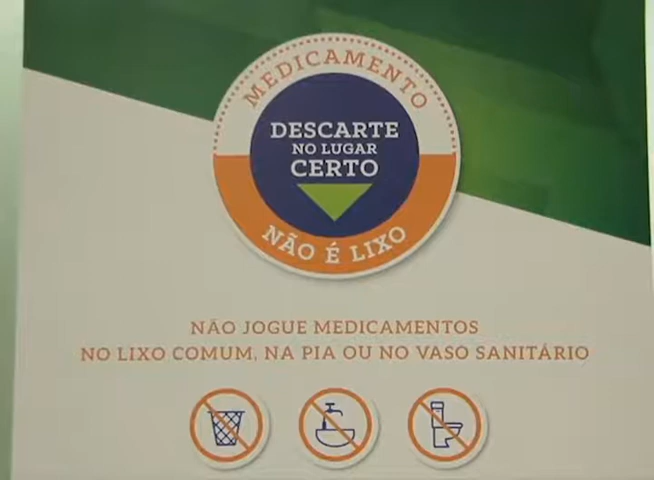 MEDICAMENTO
DESCARTE
NO LUGAR
CERTO
NÃO É LIXO
NÃO JOGUE MEDICAMENTOS
NO LIXO COMUM, NA PIA OU NO VASO SANITÁRIO